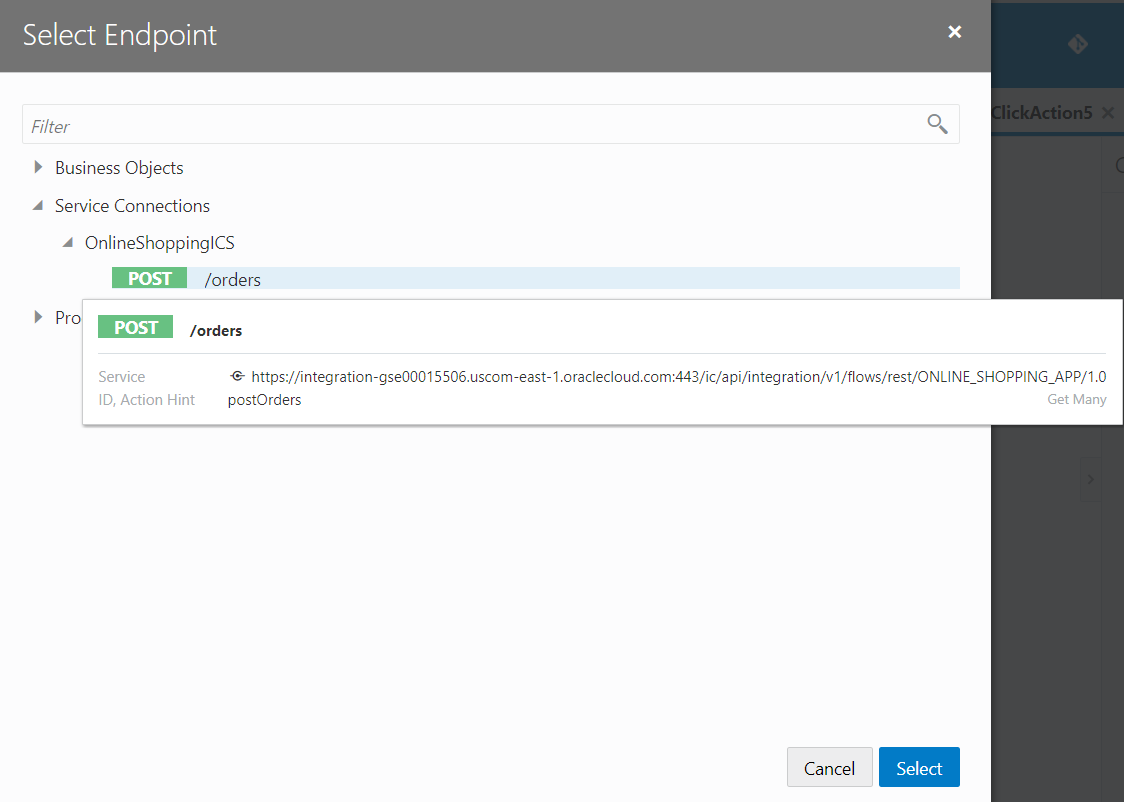 Select Endpoint
ClickAction5
Filter
Business Objects
Service Connections
OnlineShoppingICS
POST /orders
Pro
POST /orders
Service https://integration-gse00015506.uscom-east-1.oraclecloud.com:443/ic/api/integration/v1/flows/rest/ONLINE_SHOPPING_APP/1.0
ID, Action Hint postOrders Get Many
Cancel Select